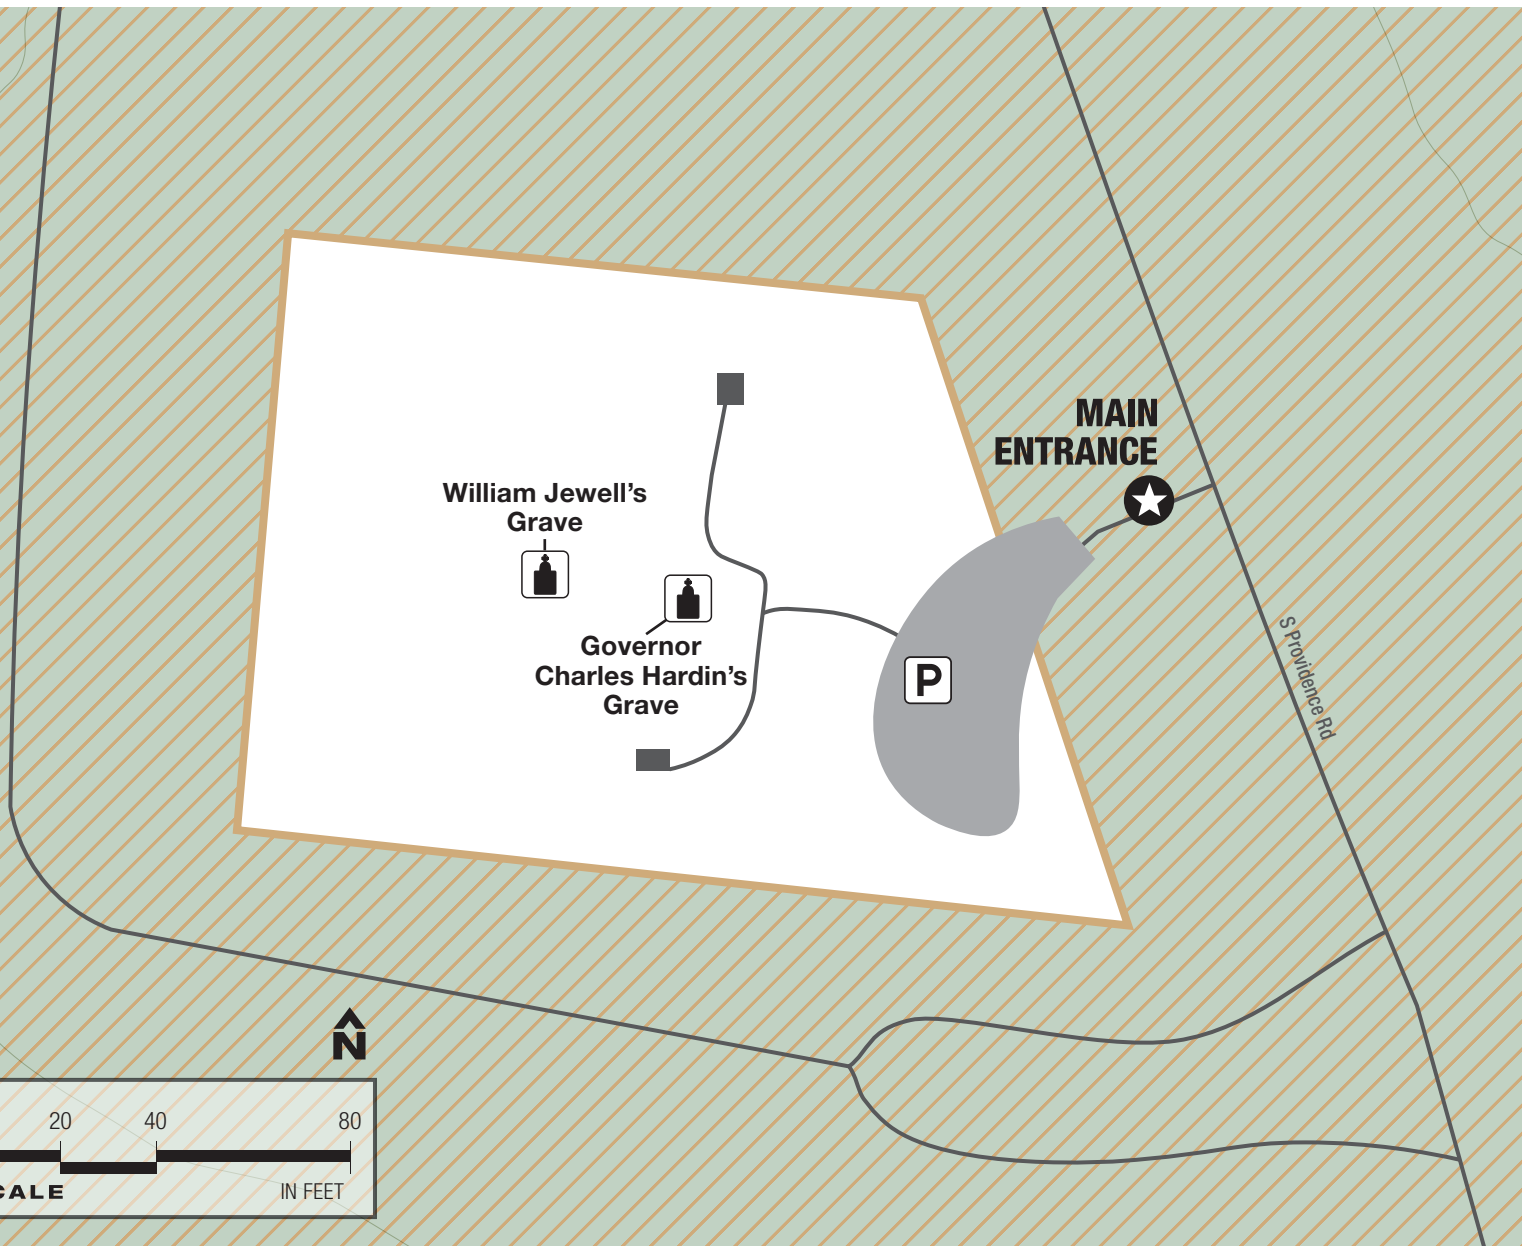 MAIN
ENTRANCE
William Jewell’s
Grave
Governor
Charles Hardin’s
Grave
P
S Providence Rd
N
20 40 80
CALE IN FEET